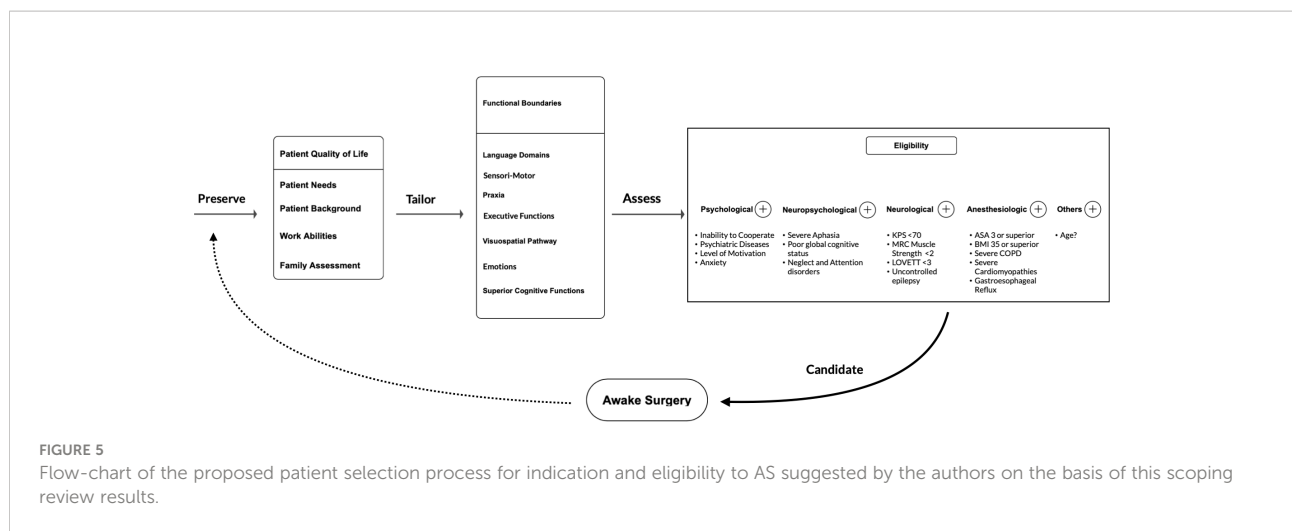 Preserve
Patient Quality of Life
Patient Needs
Patient Background
Work Abilities
Family Assessment
Tailor
Functional Boundaries
Language Domains
Sensori-Motor
Praxia
Executive Functions
Visuospatial Pathway
Emotions
Superior Cognitive Functions
Assess
Eligibility
Psychological +
• Inability to Cooperate
• Psychiatric Diseases
• Level of Motivation
• Anxiety
Neuropsychological +
• Severe Aphasia
• Poor global cognitive
status
• Neglect and Attention
disorders
Neurological +
• KPS <70
• MRC Muscle
Strength <2
• LOVETT <3
• Uncontrolled
epilepsy
Anesthesiologic +
• ASA 3 or superior
• BMI 35 or superior
• Severe COPD
• Severe
Cardiomyopathies
• Gastroesophageal
Reflux
Others +
• Age?
Candidate
Awake Surgery
FIGURE 5
Flow-chart of the proposed patient selection process for indication and eligibility to AS suggested by the authors on the basis of this scoping
review results.